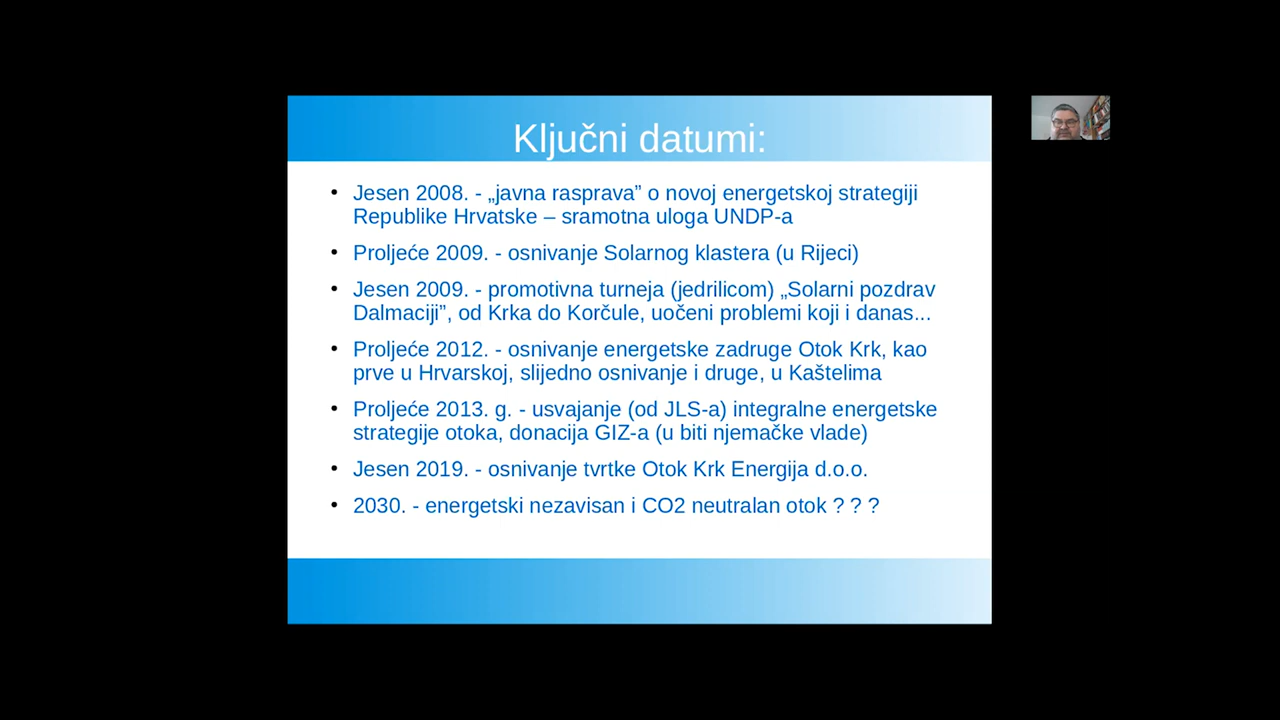 Ključni datumi:
• Jesen 2008. - „javna rasprava” o novoj energetskoj strategiji
Republike Hrvatske – sramotna uloga UNDP-a
• Proljeće 2009. - osnivanje Solarnog klastera (u Rijeci)
• Jesen 2009. - promotivna turneja (jedrilicom) „Solarni pozdrav
Dalmaciji”, od Krka do Korčule, uočeni problemi koji i danas...
• Proljeće 2012. - osnivanje energetske zadruge Otok Krk, kao
prve u Hrvarskoj, slijedno osnivanje i druge, u Kaštelima
• Proljeće 2013. g. - usvajanje (od JLS-a) integralne energetske
strategije otoka, donacija GIZ-a (u biti njemačke vlade)
• Jesen 2019. - osnivanje tvrtke Otok Krk Energija d.o.o.
• 2030. - energetski nezavisan i CO2 neutralan otok ? ? ?